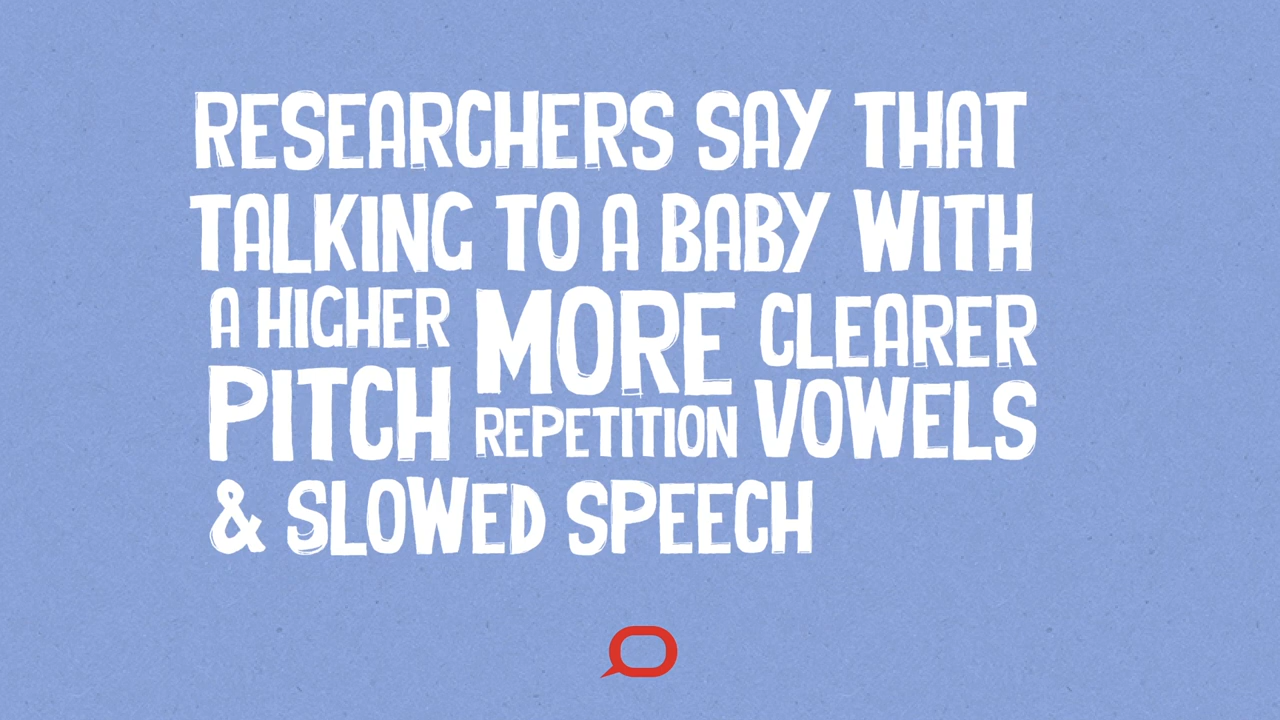 RESEARCHERS SAY THAT
TALKING TO A BABY WITH
A HIGHER
PITCH
MORE
REPETITION
CLEARER
VOWELS
& SLOWED SPEECH